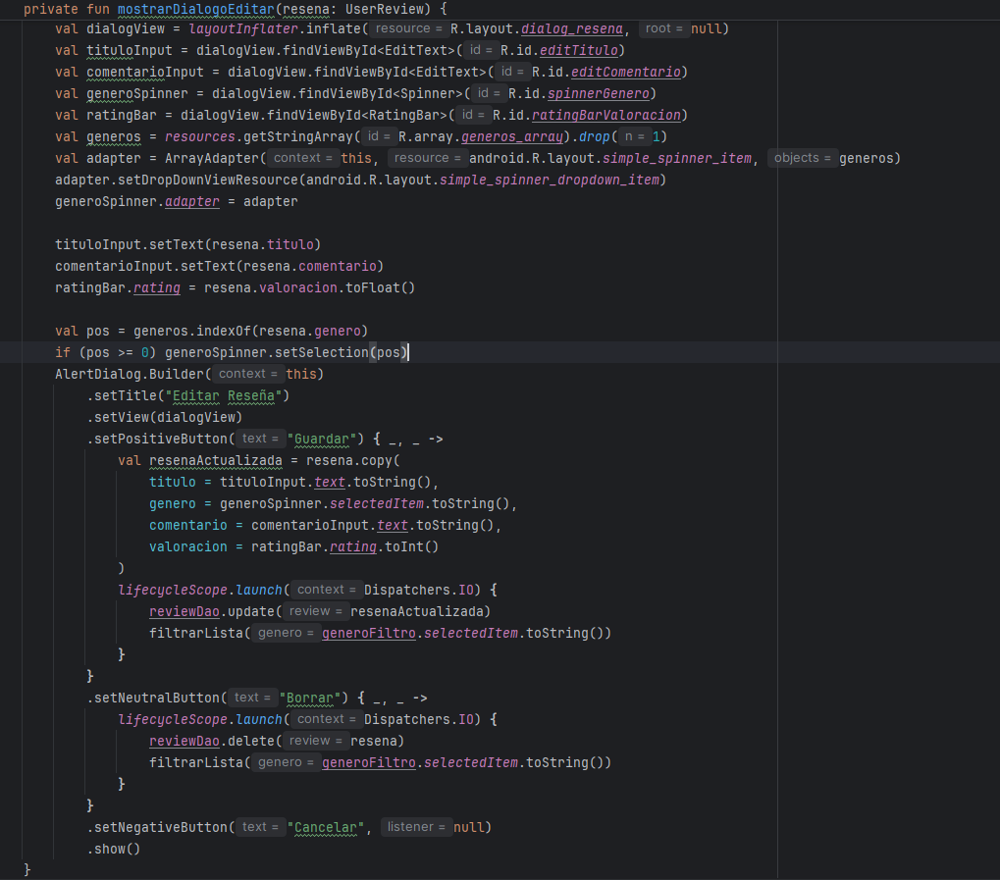 private fun mostrarDialogoEditar(resena: UserReview) {
    val dialogView = layoutInflater.inflate( resource = R.layout.dialog_resena, root = null)
    val tituloInput = dialogView.findViewById<EditText>( id = R.id.editTitulo)
    val comentarioInput = dialogView.findViewById<EditText>( id = R.id.editComentario)
    val generoSpinner = dialogView.findViewById<Spinner>( id = R.id.spinnerGenero)
    val ratingBar = dialogView.findViewById<RatingBar>( id = R.id.ratingBarValoracion)
    val generos = resources.getStringArray( id = R.array.generos_array).drop( n = 1)
    val adapter = ArrayAdapter( context = this, resource = android.R.layout.simple_spinner_item, objects = generos)
    adapter.setDropDownViewResource(android.R.layout.simple_spinner_dropdown_item)
    generoSpinner.adapter = adapter

    tituloInput.setText(resena.titulo)
    comentarioInput.setText(resena.comentario)
    ratingBar.rating = resena.valoracion.toFloat()

    val pos = generos.indexOf(resena.genero)
    if (pos >= 0) generoSpinner.setSelection(pos)
    AlertDialog.Builder( context = this)
        .setTitle("Editar Reseña")
        .setView(dialogView)
        .setPositiveButton( text = "Guardar") { _, _ ->
            val resenaActualizada = resena.copy(
                titulo = tituloInput.text.toString(),
                genero = generoSpinner.selectedItem.toString(),
                comentario = comentarioInput.text.toString(),
                valoracion = ratingBar.rating.toInt()
            )
            lifecycleScope.launch( context = Dispatchers.IO) {
                reviewDao.update( review = resenaActualizada)
                filtrarLista( genero = generoFiltro.selectedItem.toString())
            }
        }
        .setNeutralButton( text = "Borrar") { _, _ ->
            lifecycleScope.launch( context = Dispatchers.IO) {
                reviewDao.delete( review = resena)
                filtrarLista( genero = generoFiltro.selectedItem.toString())
            }
        }
        .setNegativeButton( text = "Cancelar", listener = null)
        .show()
}